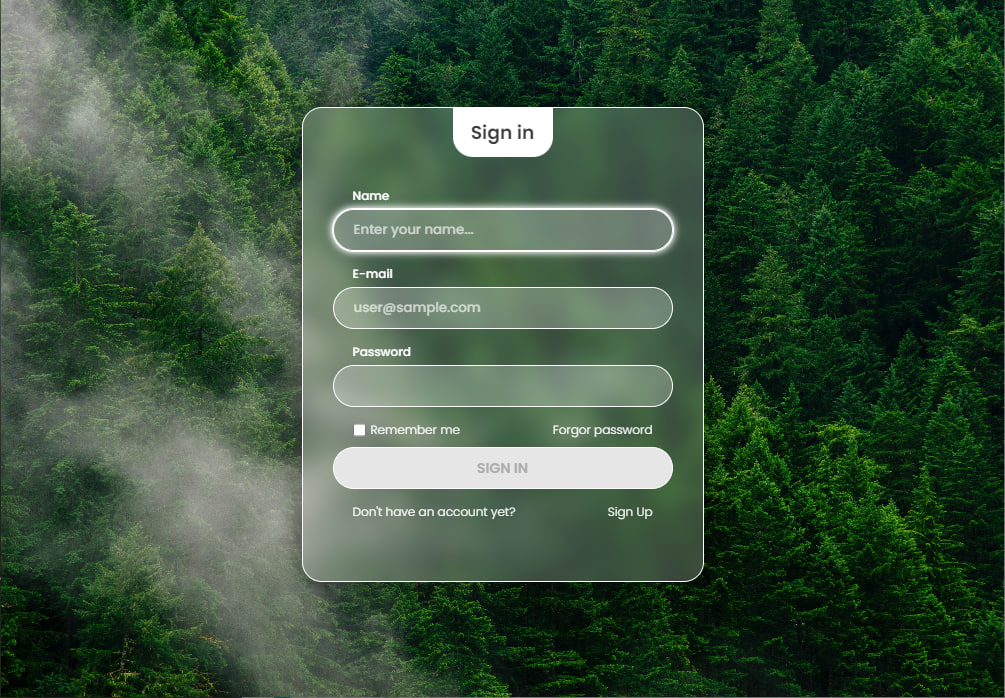 Sign in
Name
Enter your name...
E-mail
user@sample.com
Password
Remember me Forgor password
SIGN IN
Don't have an account yet? Sign Up